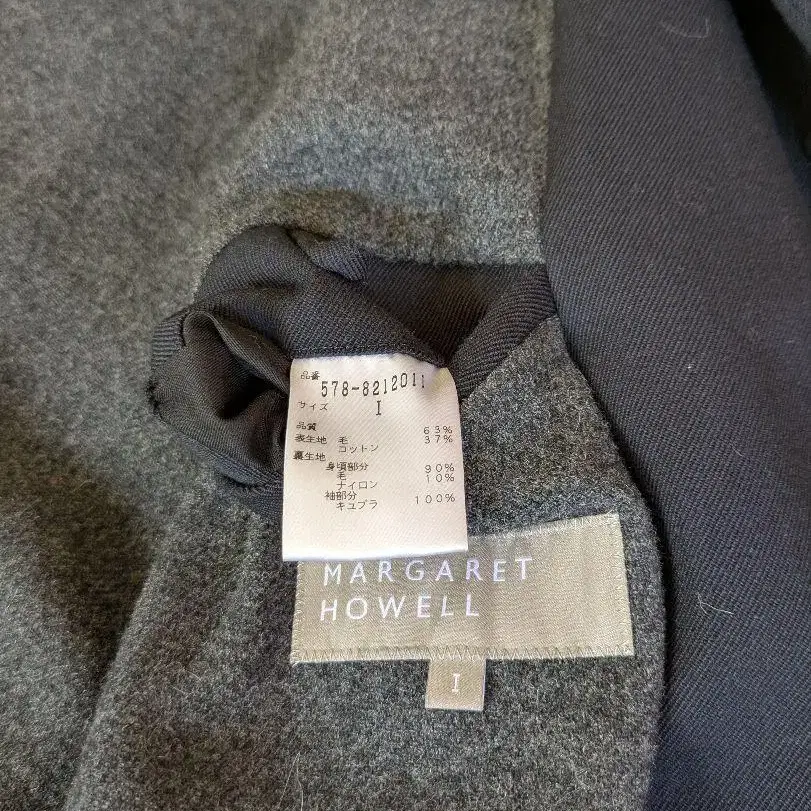 品番
578-8212011
サイズ I
品質
表生地 毛 63%
コットン 37%
裏生地
身頃部分
毛 90%
ナイロン 10%
袖部分
キュプラ 100%
MARGARET
HOWELL
I